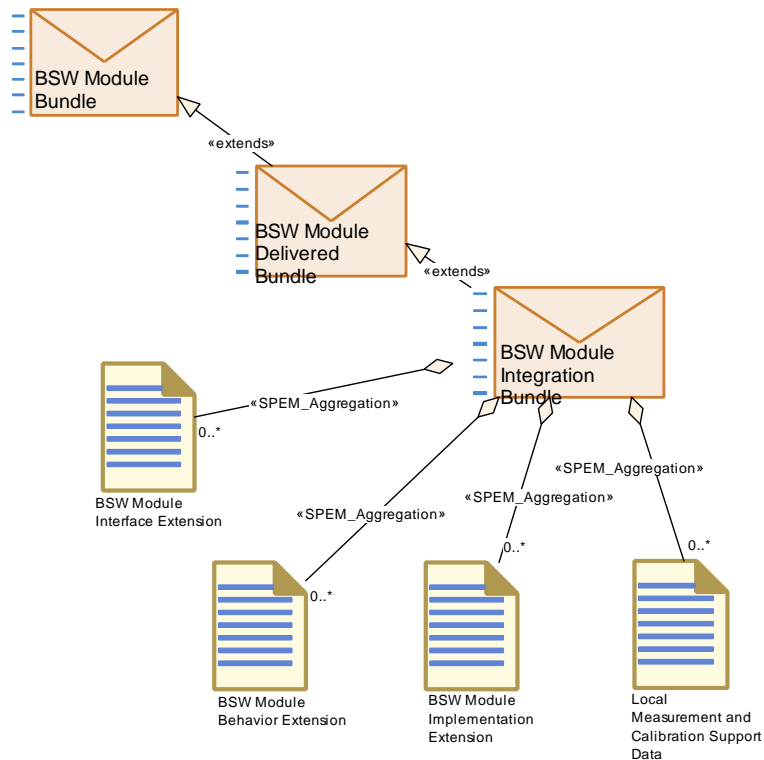 BSW Module
Bundle
«extends»
BSW Module
Delivered
Bundle
«extends»
BSW Module
Integration
Bundle
«SPEM_Aggregation»
0..*
BSW Module
Interface Extension
«SPEM_Aggregation»
«SPEM_Aggregation»
«SPEM_Aggregation»
0..*
0..*
0..*
BSW Module
Behavior Extension
BSW Module
Implementation
Extension
Local
Measurement and
Calibration Support
Data